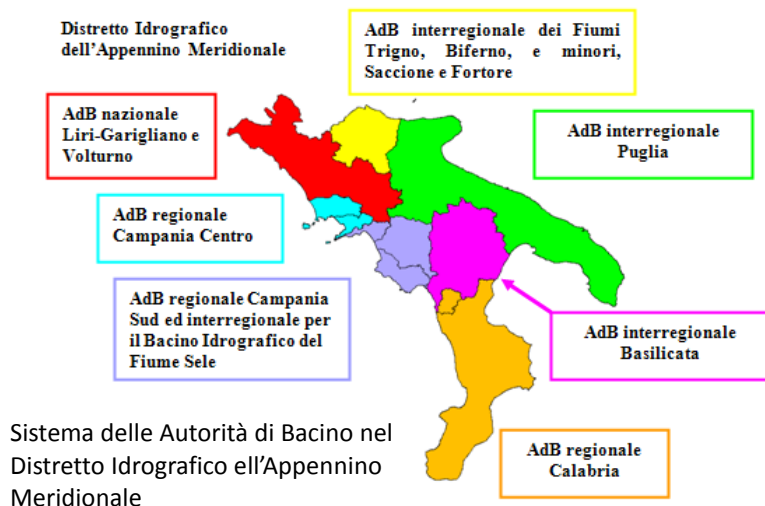 Distretto Idrografico
dell'Appennino Meridionale
AdB interregionale dei Fiumi
Trigno, Biferno, e minori,
Saccione e Fortore
AdB nazionale
Liri-Garigliano e
Volturno
AdB interregionale
Puglia
AdB regionale
Campania Centro
AdB regionale Campania
Sud ed interregionale per
il Bacino Idrografico del
Fiume Sele
AdB interregionale
Basilicata
AdB regionale
Calabria
Sistema delle Autorità di Bacino nel
Distretto Idrografico ell'Appennino
Meridionale